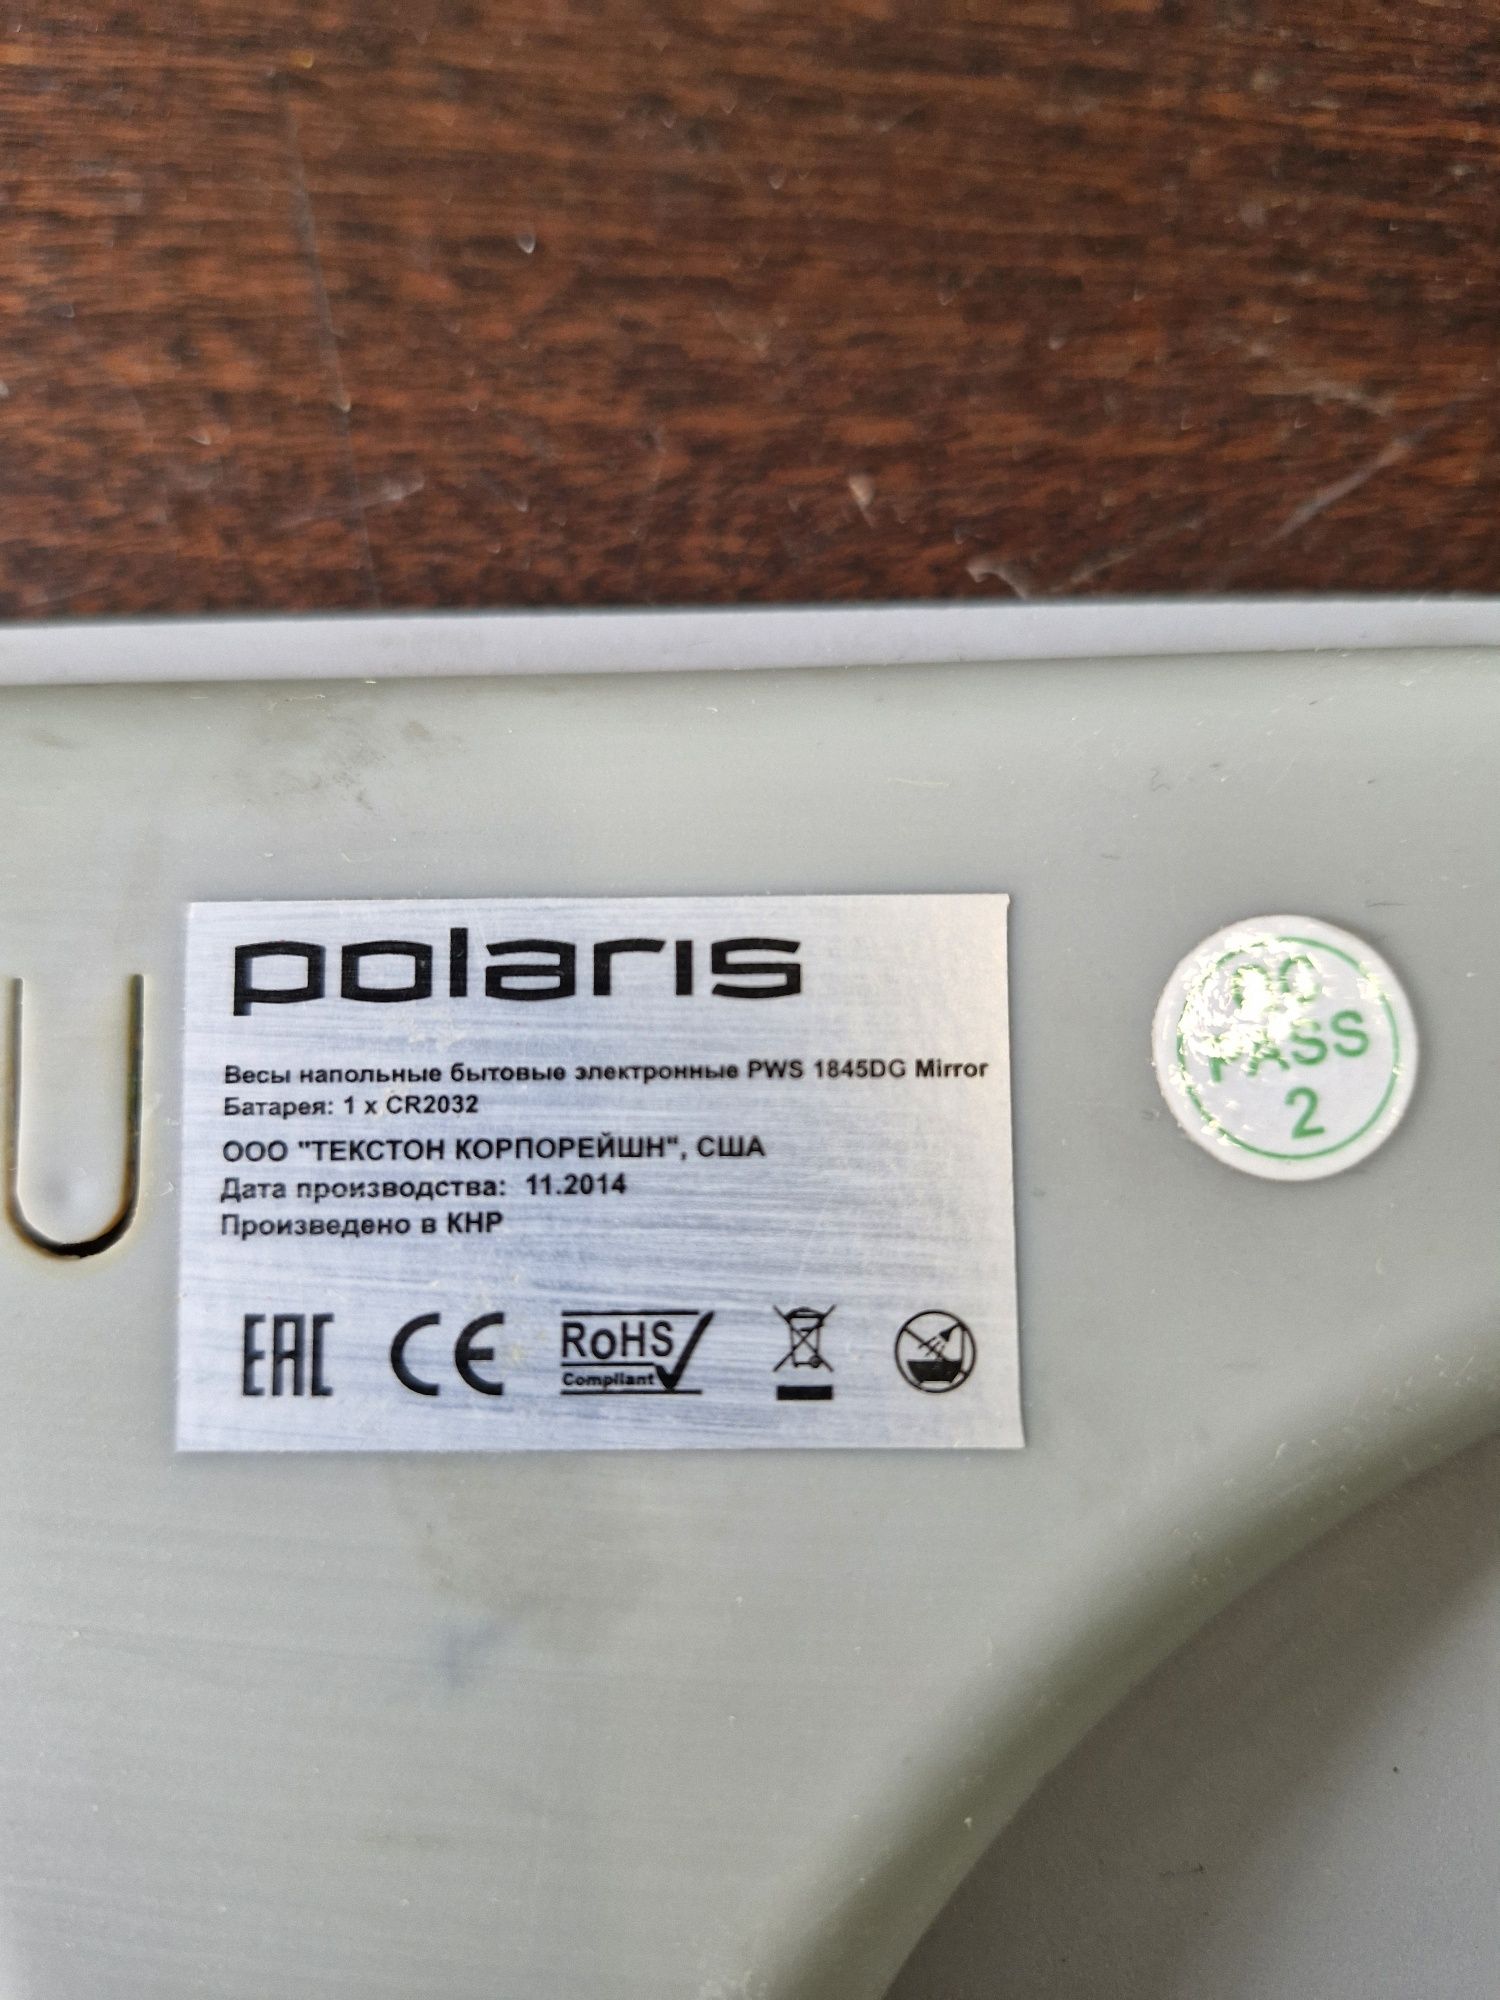 polaris
Весы напольные бытовые электронные PWS 1845DG Mirror
Батарея: 1 x CR2032
ООО "ТЕКСТОН КОРПОРЕЙШН", США
Дата производства: 11.2014
Произведено в КНР
EAC CE RoHS
Compliant
PASS
2